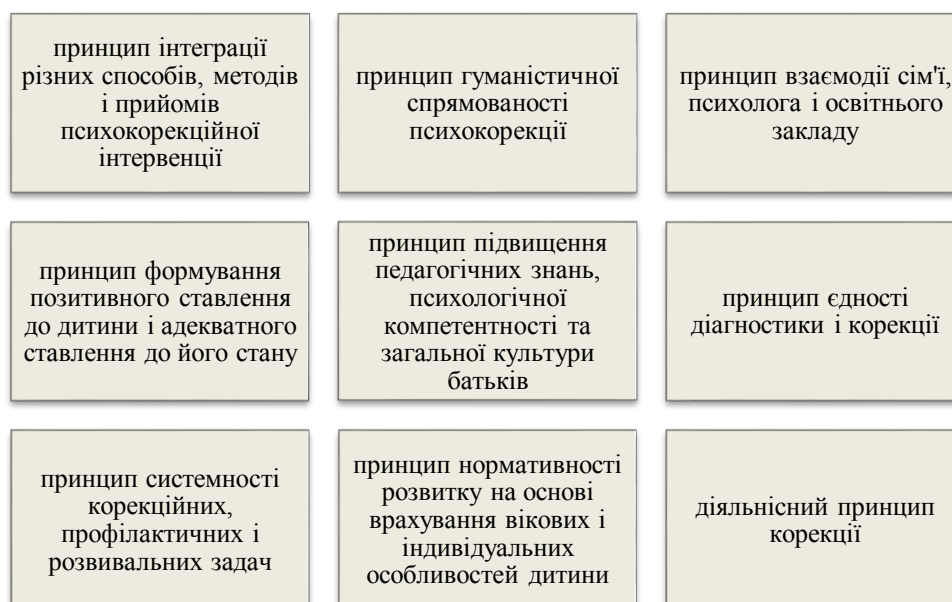 принцип інтеграції
різних способів, методів
і прийомів
психокорекційної
інтервенції
принцип гуманістичної
спрямованості
психокорекції
принцип взаємодії сім'ї,
психолога і освітнього
закладу
принцип формування
позитивного ставлення
до дитини і адекватного
ставлення до його стану
принцип підвищення
педагогічних знань,
психологічної
компетентності та
загальної культури
батьків
принцип єдності
діагностики і корекції
принцип системності
корекційних,
профілактичних і
розвивальних задач
принцип нормативності
розвитку на основі
врахування вікових і
індивідуальних
особливостей дитини
діяльнісний принцип
корекції